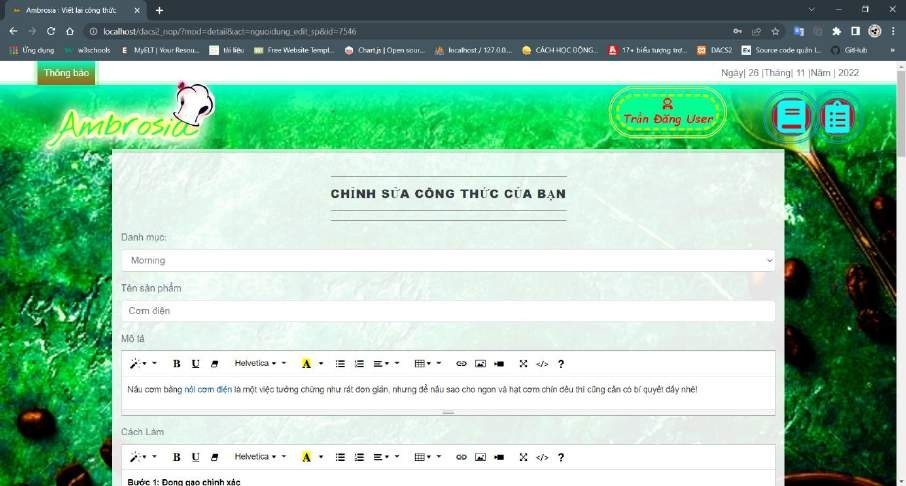 Ambrosia : Viết lại công thức
localhost/dacs2_nop/?mod=detail&act=nguoidung_edit_sp&id=7546
Ứng dụng w3schools MyELT | Your Resou... tài liệu Free Website Templ... Chart.js | Open sour... localhost / 127.0.0.... CÁCH HỌC ĐỘNG... 17+ biểu tượng trơ... DACS2 Source code quản l... GitHub »
Thông báo Ngày| 26 |Tháng| 11 |Năm | 2022
Ambrosia
Trần Đăng User
CHỈNH SỬA CÔNG THỨC CỦA BẠN
Danh mục:
Morning
Tên sản phẩm
Cơm điện
Mô tả
B U Helvetica A </> ?
Nấu cơm bằng nồi cơm điện là một việc tưởng chừng như rất đơn giản, nhưng để nấu sao cho ngon và hạt cơm chín đều thì cũng cần có bí quyết đấy nhé!
Cách Làm
B U Helvetica A </> ?
Bước 1: Đong gạo chính xác